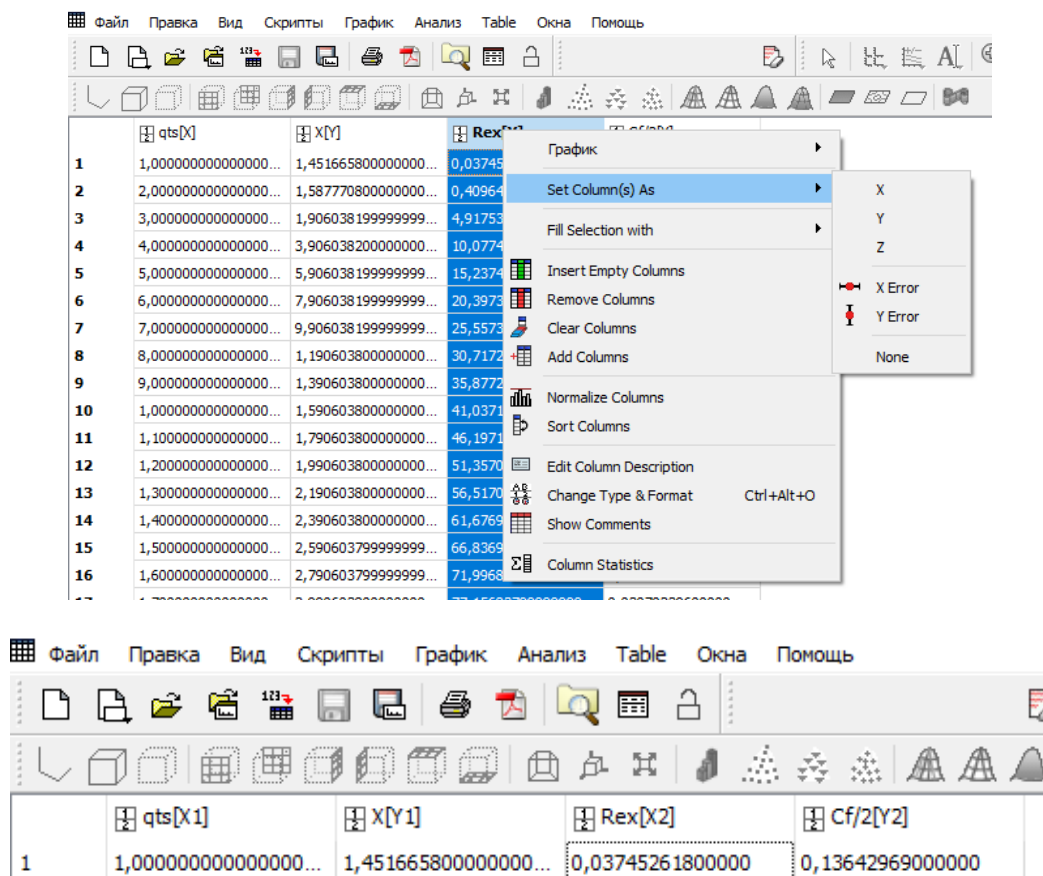 Файл Правка Вид Скрипты График Анализ Table Окна Помощь
qts[X] X[Y] Rex[Y] Cf/2[Y]
1 1,000000000000000... 1,451665800000000... 0,03745
2 2,000000000000000... 1,587770800000000... 0,40964
3 3,000000000000000... 1,906038199999999... 4,91753
4 4,000000000000000... 3,906038200000000... 10,0774
5 5,000000000000000... 5,906038199999999... 15,2374
6 6,000000000000000... 7,906038199999999... 20,3973
7 7,000000000000000... 9,906038199999999... 25,5573
8 8,000000000000000... 1,190603800000000... 30,7172
9 9,000000000000000... 1,390603800000000... 35,8772
10 1,000000000000000... 1,590603800000000... 41,0371
11 1,100000000000000... 1,790603800000000... 46,1971
12 1,200000000000000... 1,990603800000000... 51,3570
13 1,300000000000000... 2,190603800000000... 56,5170
14 1,400000000000000... 2,390603800000000... 61,6769
15 1,500000000000000... 2,590603799999999... 66,8369
16 1,600000000000000... 2,790603799999999... 71,9968
График
Set Column(s) As
Fill Selection with
Insert Empty Columns
Remove Columns
Clear Columns
Add Columns
Normalize Columns
Sort Columns
Edit Column Description
Change Type & Format Ctrl+Alt+O
Show Comments
Column Statistics
X
Y
Z
X Error
Y Error
None
Файл Правка Вид Скрипты График Анализ Table Окна Помощь
qts[X1] X[Y1] Rex[X2] Cf/2[Y2]
1 1,000000000000000... 1,451665800000000... 0,03745261800000 0,13642969000000